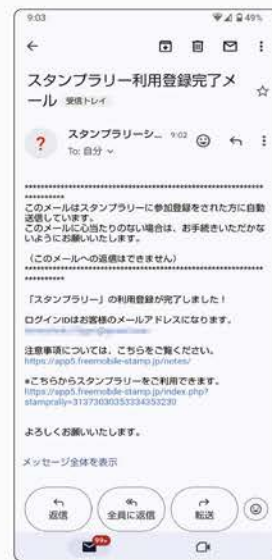 9:03
49%
スタンプラリー利用登録完了メ
ール 受信トレイ
?
スタンプラリーシ... 9:02
To: 自分
**********************************************************************
**********
このメールはスタンプラリーに参加登録をされた方に自動
送信しています。
このメールに心当たりのない場合は、お手続きいただかな
いようにお願いいたします。
(このメールへの返信はできません)
**********************************************************************
**********
「スタンプラリー」の利用登録が完了しました！
ログインIDはお客様のメールアドレスになります。
注意事項については、こちらをご覧ください。
https://app5.freemobile-stamp.jp/notes/
*こちらからスタンプラリーをご利用できます。
https://app5.freemobile-stamp.jp/index.php?
stamprally=31373030353334353230
よろしくお願いいたします。
メッセージ全体を表示
返信
全員に返信
転送
99+